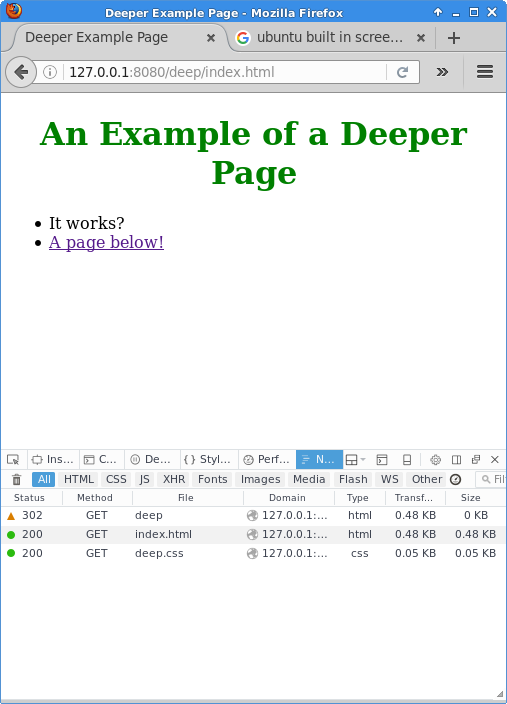 Deeper Example Page - Mozilla Firefox
Deeper Example Page
ubuntu built in scree...
127.0.0.1:8080/deep/index.html
An Example of a Deeper
Page
It works?
A page below!
Ins... C... De... Styl... Perf... N...
All HTML CSS JS XHR Fonts Images Media Flash WS Other Fil
Status Method File Domain Type Transf... Size
302 GET deep 127.0.0.1:... html 0.48 KB 0 KB
200 GET index.html 127.0.0.1:... html 0.48 KB 0.48 KB
200 GET deep.css 127.0.0.1:... css 0.05 KB 0.05 KB